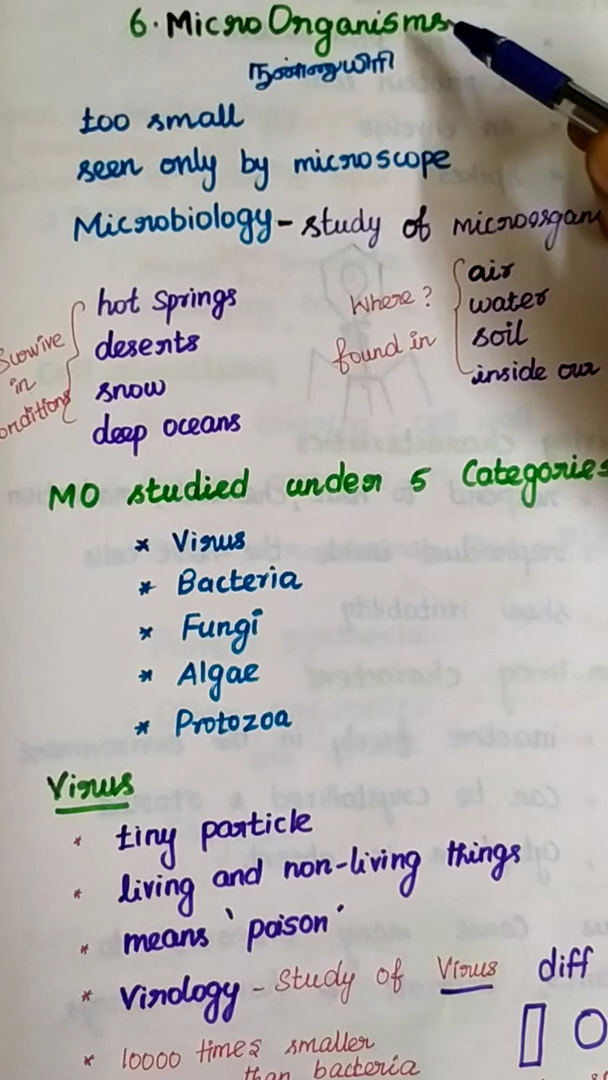 6. MicroOrganisms
நுண்ணுயிரி
too small
seen only by microscope
Microbiology - study of microorgan
hot springs
deserts
snow
deep oceans
Survive
in
conditions
Where?
found in
air
water
soil
inside our
MO studied under 5 Categories
* Virus
* Bacteria
* Fungi
* Algae
* Protozoa
Virus
* tiny particle
* living and non-living things
* means 'poison'
* Virology - Study of Virus
diff
* 10000 times smaller
than bacteria